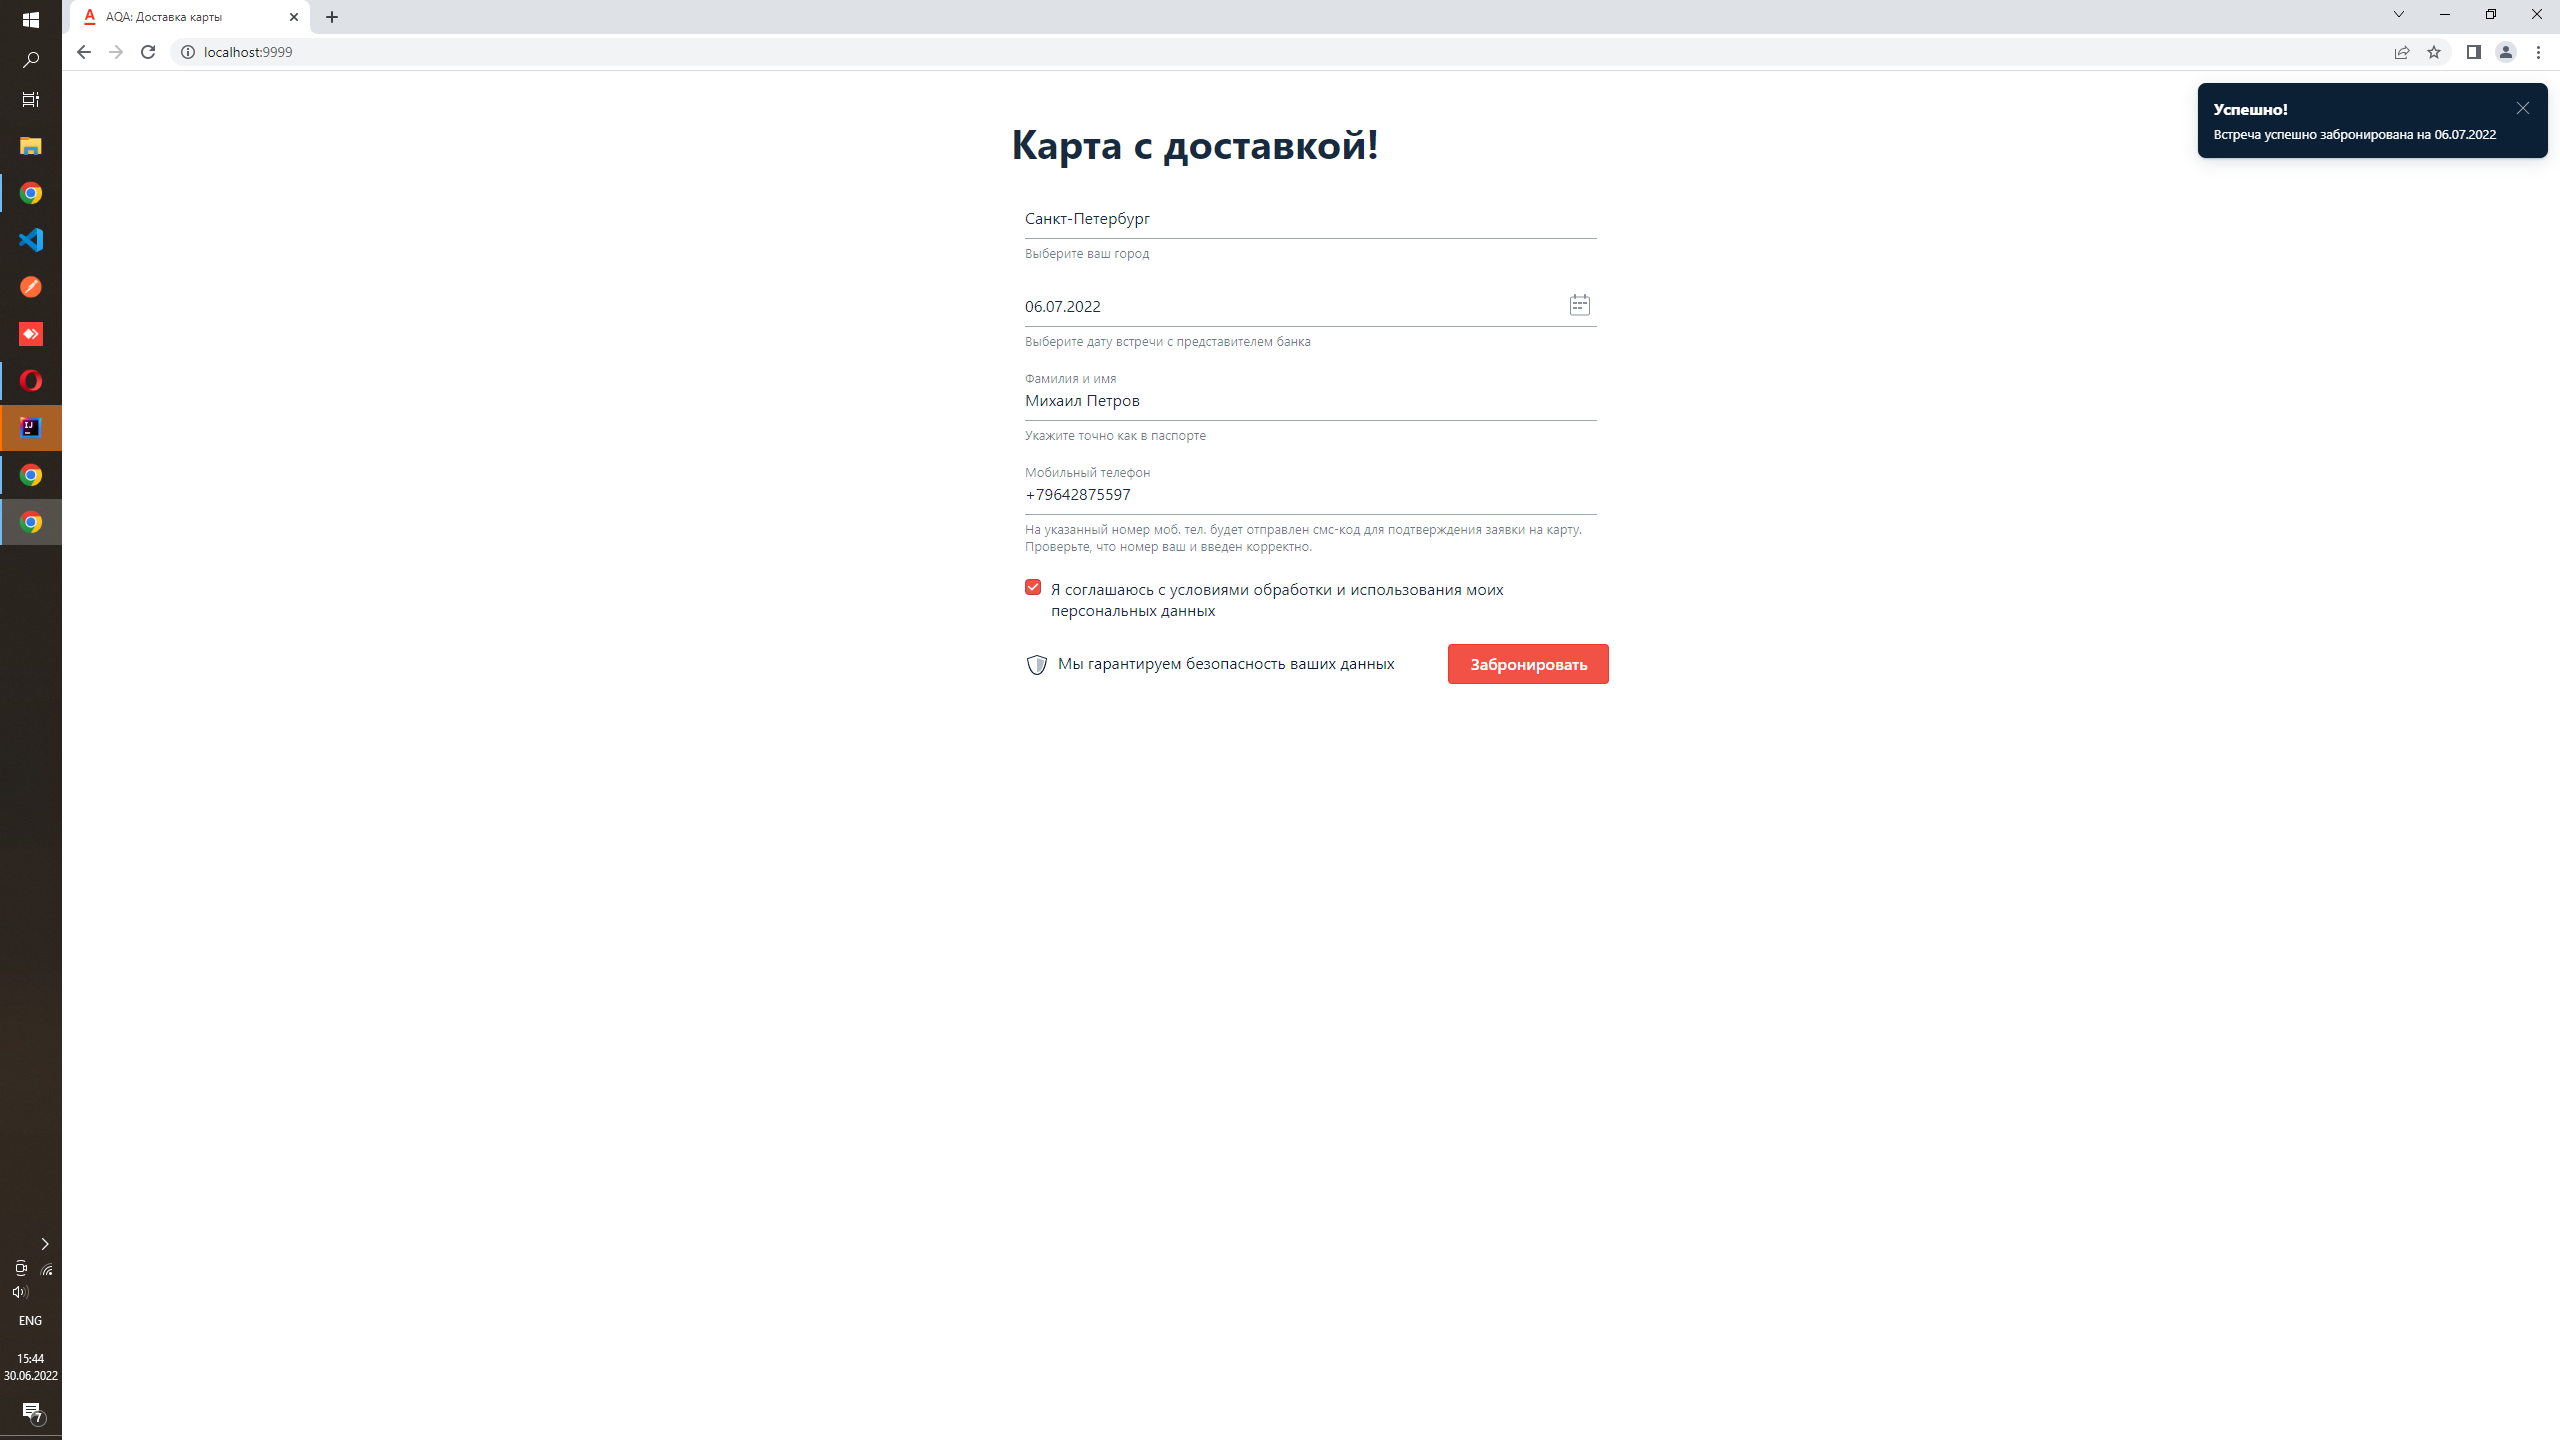 AQA: Доставка карты
localhost:9999
Успешно!
Встреча успешно забронирована на 06.07.2022
Карта с доставкой!
Санкт-Петербург
Выберите ваш город
06.07.2022
Выберите дату встречи с представителем банка
Фамилия и имя
Михаил Петров
Укажите точно как в паспорте
Мобильный телефон
+79642875597
На указанный номер моб. тел. будет отправлен смс-код для подтверждения заявки на карту.
Проверьте, что номер ваш и введен корректно.
Я соглашаюсь с условиями обработки и использования моих
персональных данных
Мы гарантируем безопасность ваших данных
Забронировать
ENG
15:44
30.06.2022
7